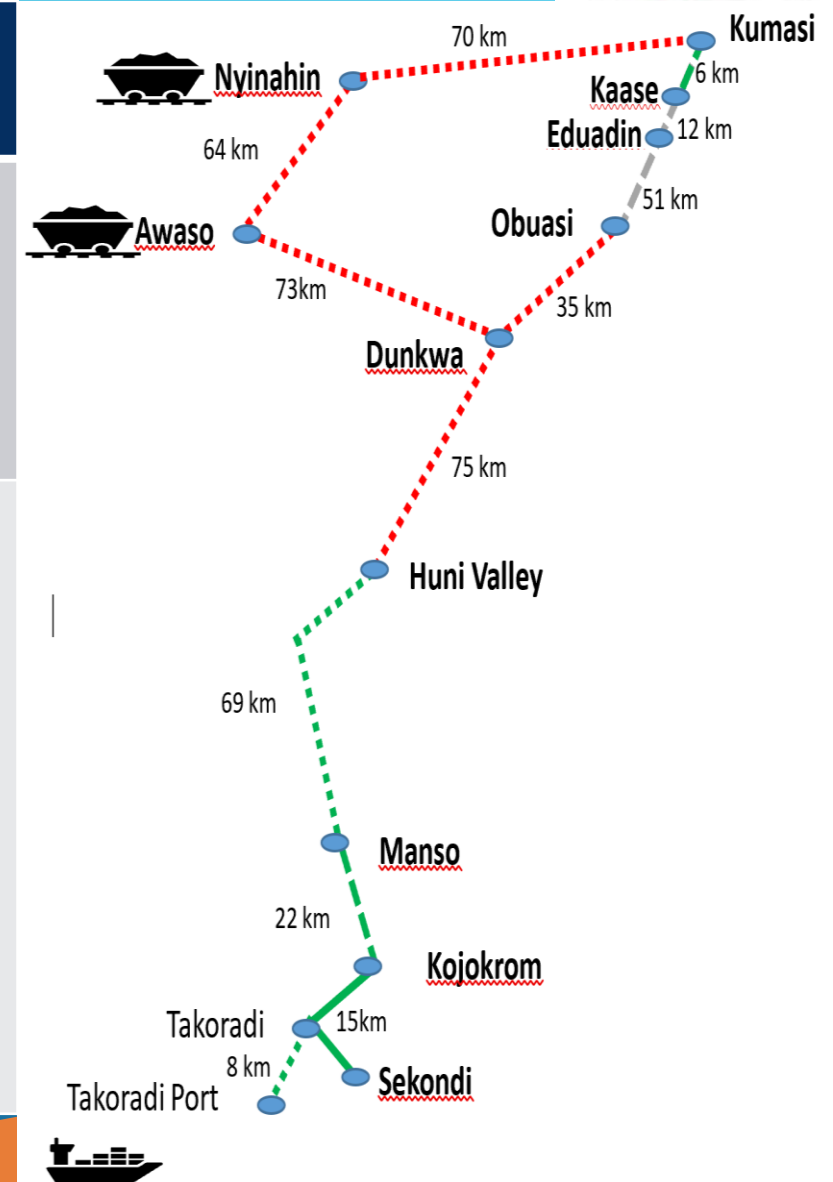 70 km
Kumasi
Nyinahin
6 km
Kaase
Eduadin
12 km
64 km
51 km
Obuasi
Awaso
73km
35 km
Dunkwa
75 km
Huni Valley
69 km
Manso
22 km
Kojokrom
Takoradi
15km
8 km
Sekondi
Takoradi Port